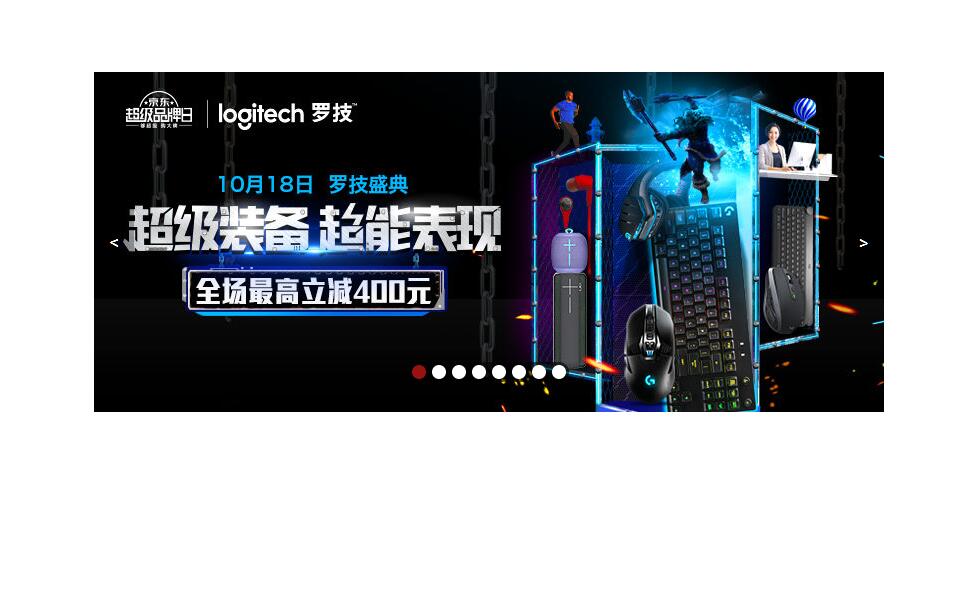 京东
超级品牌日
logitech 罗技™
10月18日 罗技盛典
超级装备 超能表现
全场最高立减400元
<
>